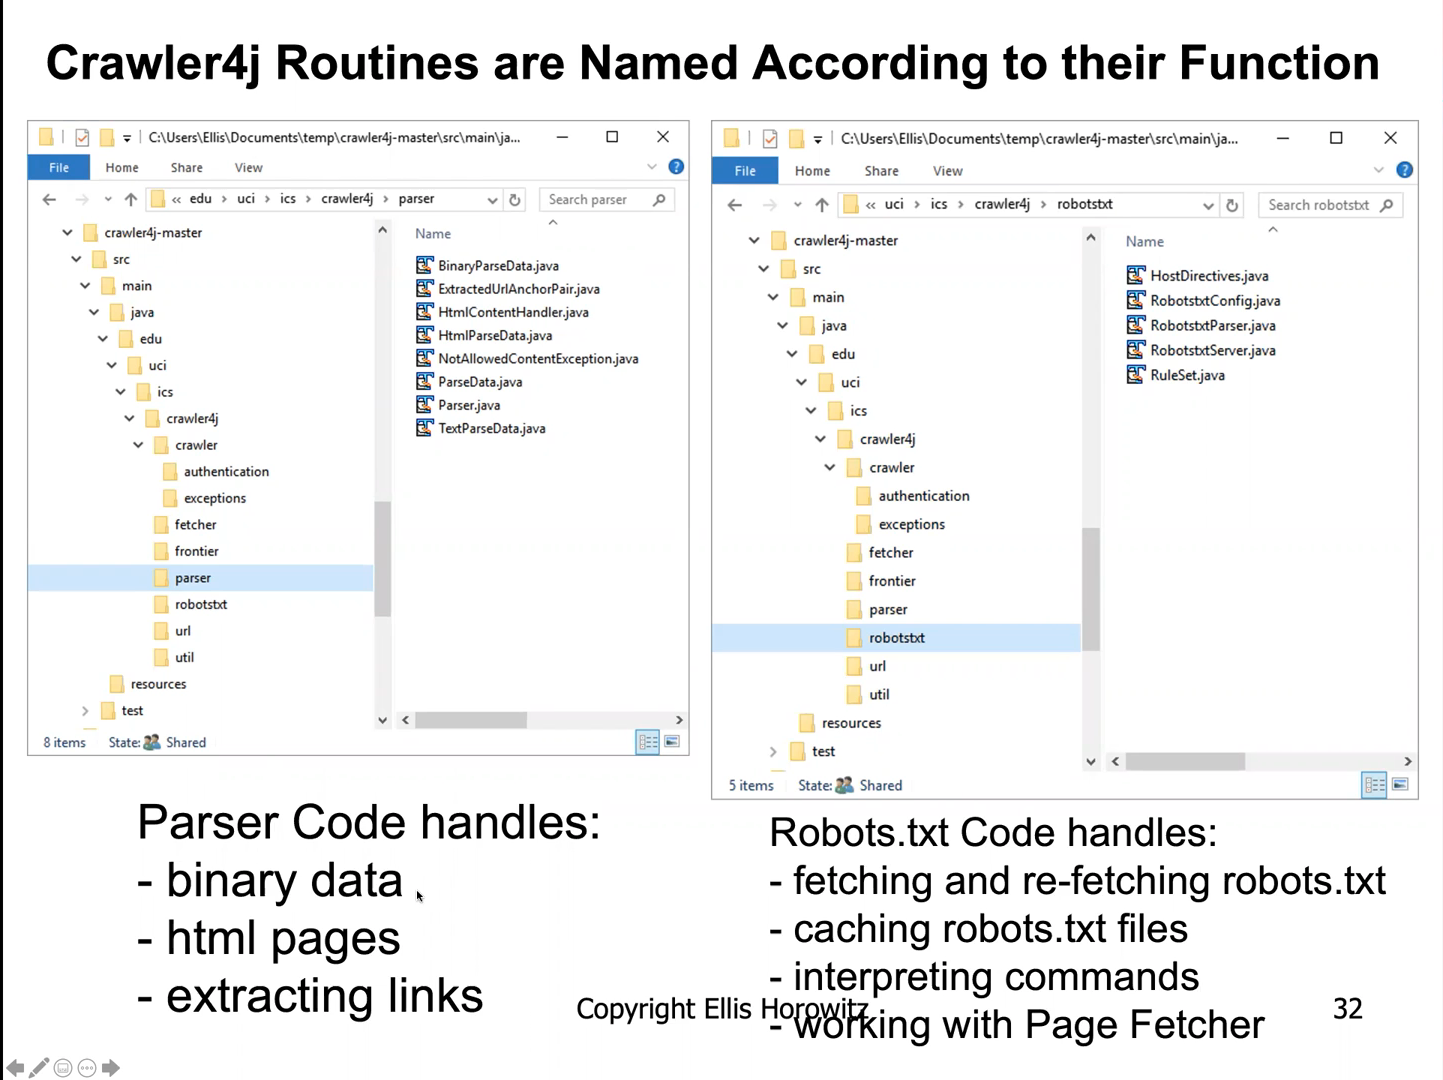 Crawler4j Routines are Named According to their Function
C:\Users\Ellis\Documents\temp\crawler4j-master\src\main\ja...
File Home Share View
« edu › uci › ics › crawler4j › parser
Search parser
crawler4j-master
src
main
java
edu
uci
ics
crawler4j
crawler
authentication
exceptions
fetcher
frontier
parser
robotstxt
url
util
resources
test
Name
BinaryParseData.java
ExtractedUrlAnchorPair.java
HtmlContentHandler.java
HtmlParseData.java
NotAllowedContentException.java
ParseData.java
Parser.java
TextParseData.java
8 items State: Shared
C:\Users\Ellis\Documents\temp\crawler4j-master\src\main\ja...
File Home Share View
« uci › ics › crawler4j › robotstxt
Search robotstxt
crawler4j-master
src
main
java
edu
uci
ics
crawler4j
crawler
authentication
exceptions
fetcher
frontier
parser
robotstxt
url
util
resources
test
Name
HostDirectives.java
RobotstxtConfig.java
RobotstxtParser.java
RobotstxtServer.java
RuleSet.java
5 items State: Shared
Parser Code handles:
- binary data
- html pages
- extracting links
Robots.txt Code handles:
- fetching and re-fetching robots.txt
- caching robots.txt files
- interpreting commands
- working with Page Fetcher
Copyright Ellis Horowitz
32